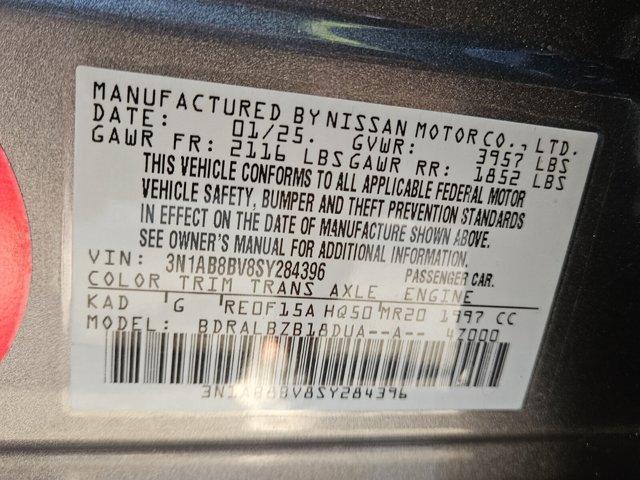 MANUFACTURED BY NISSAN MOTOR CO., LTD.
DATE: 01/25. GVWR: 3957 LBS
GAWR FR: 2116 LBS GAWR RR: 1852 LBS
THIS VEHICLE CONFORMS TO ALL APPLICABLE FEDERAL MOTOR
VEHICLE SAFETY, BUMPER AND THEFT PREVENTION STANDARDS
IN EFFECT ON THE DATE OF MANUFACTURE SHOWN ABOVE.
SEE OWNER'S MANUAL FOR ADDITIONAL INFORMATION.
VIN: 3N1AB8BV8SY284396 PASSENGER CAR.
COLOR TRIM TRANS AXLE ENGINE
KAD G RE0F15A HQ50 MR20 1997 CC
MODEL: BDRALBZB18DUA--A-- 4Z000
3N1AB8BV8SY284396